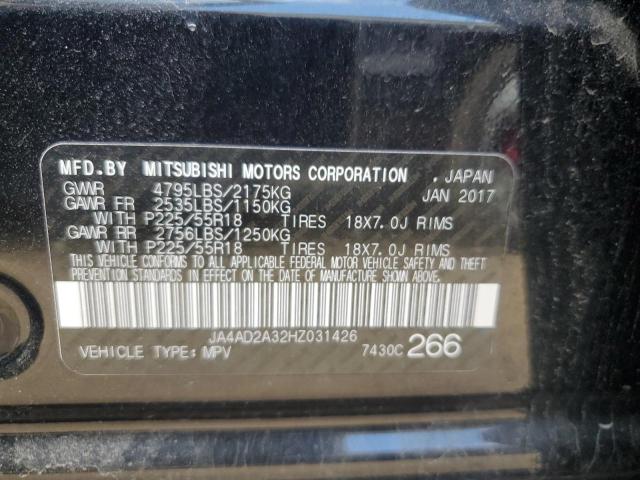 MFD.BY MITSUBISHI MOTORS CORPORATION . JAPAN
GWWR 4795LBS/2175KG JAN 2017
GAWR FR 2535LBS/1150KG
WITH P225/55R18 TIRES 18X7.0J RIMS
GAWR RR 2756LBS/1250KG
WITH P225/55R18 TIRES 18X7.0J RIMS
THIS VEHICLE CONFORMS TO ALL APPLICABLE FEDERAL MOTOR VEHICLE SAFETY AND THEFT
PREVENTION STANDARDS IN EFFECT ON THE DATE OF MANUFACTURE SHOWN ABOVE.
JA4AD2A32HZ031426
VEHICLE TYPE:MPV 7430C 266